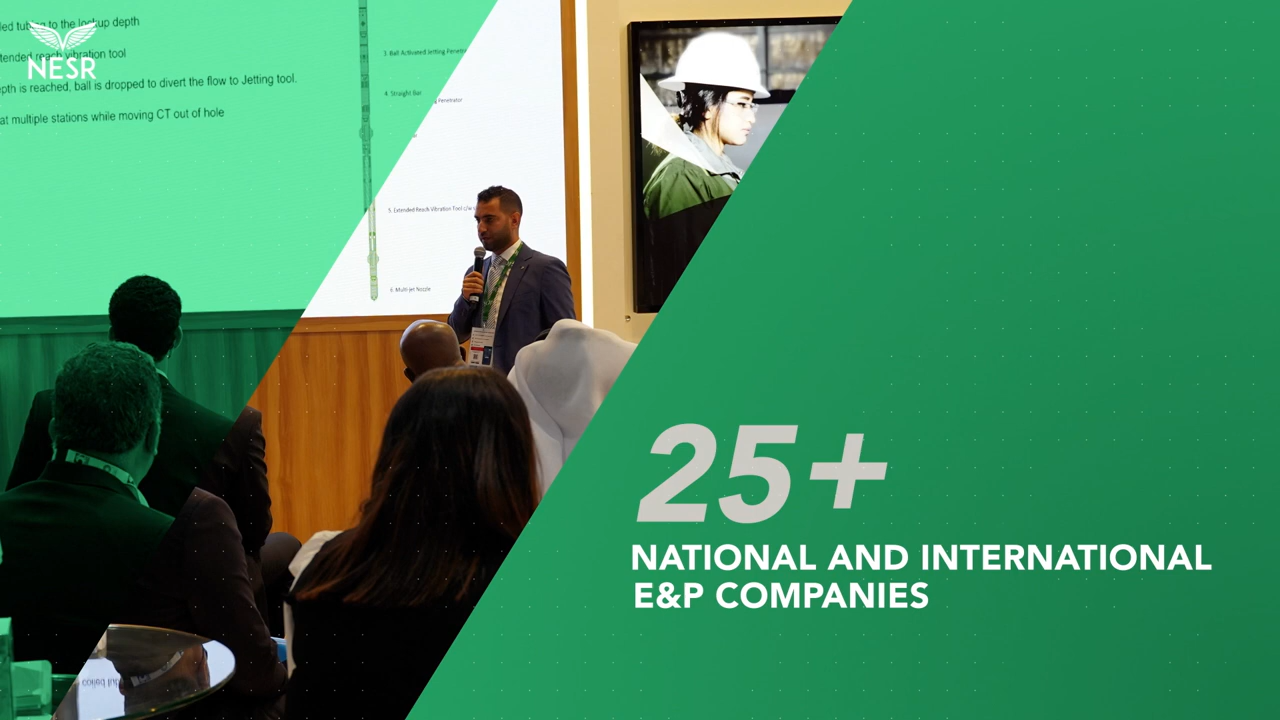 led tubing to the lockup depth
tended reach vibration tool
NESR
epth is reached, ball is dropped to divert the flow to Jetting tool.
at multiple stations while moving CT out of hole
3. Ball Activated Jetting
4. Straight Bar
g Penetrator
5. Extended Reach Vibration Tool c/w
6. Multi Jet Nozzle
25+
NATIONAL AND INTERNATIONAL
E&P COMPANIES